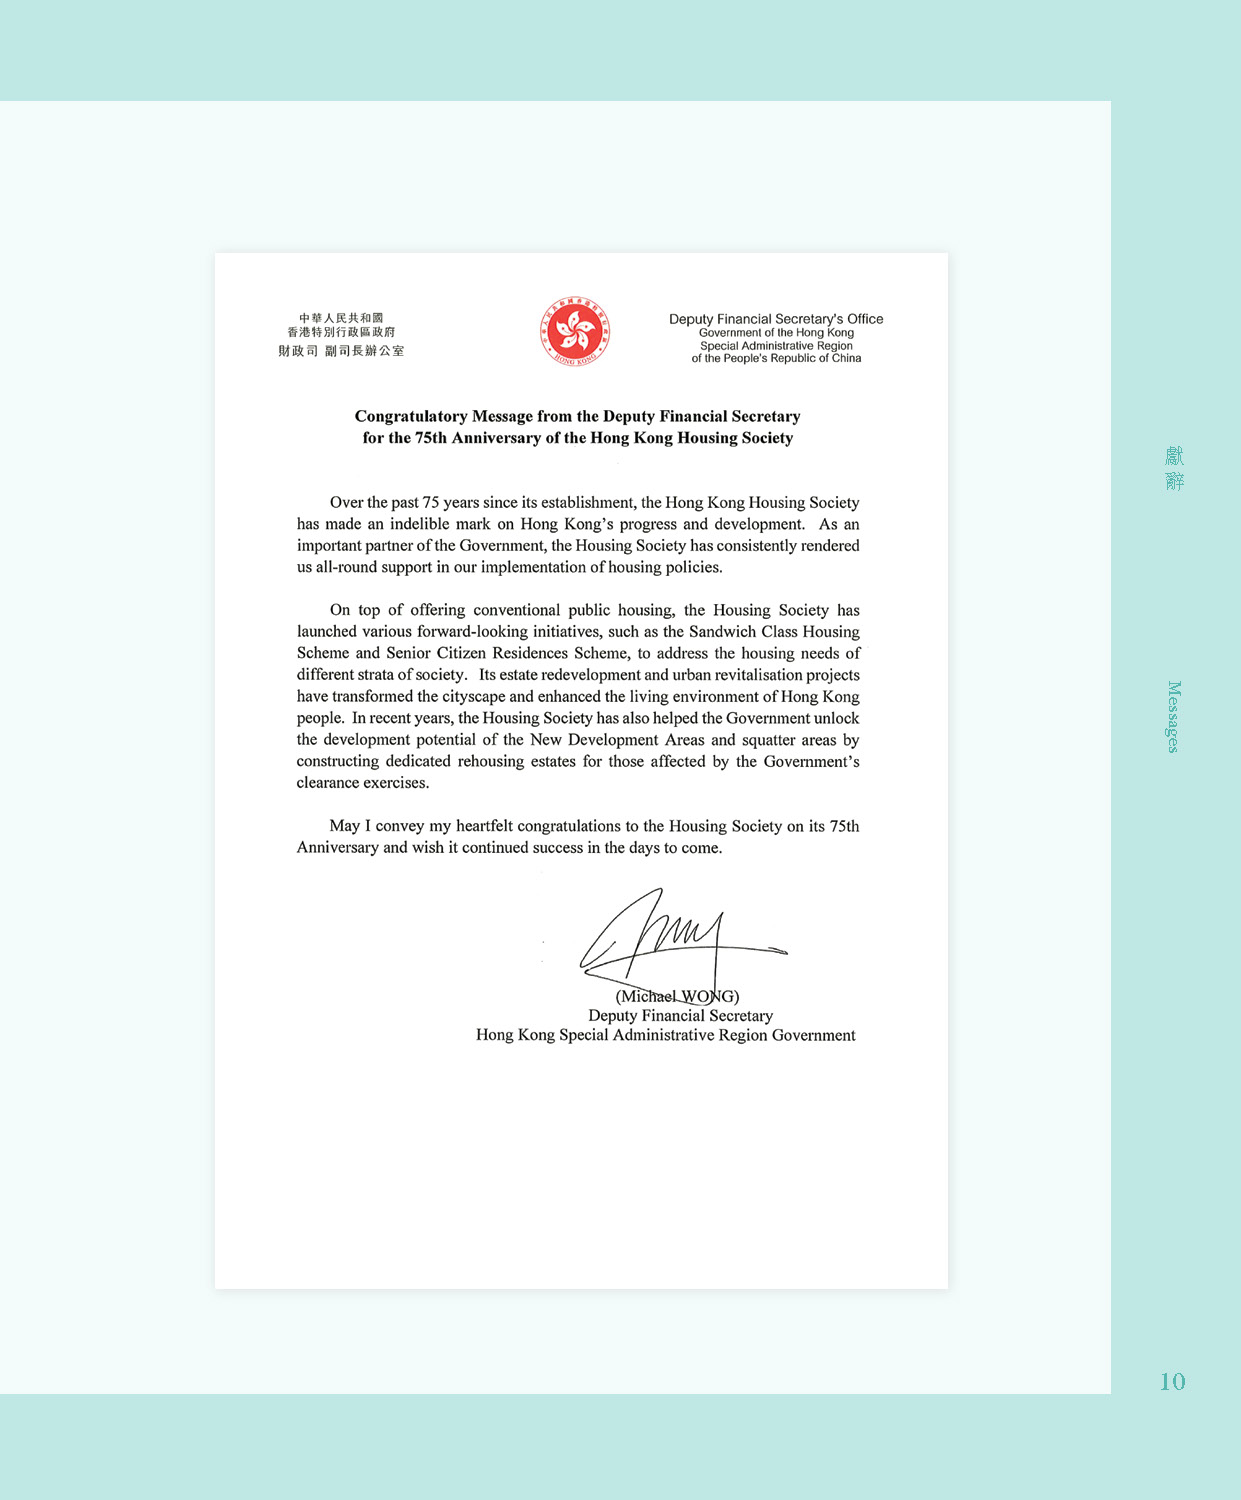 中華人民共和國
香港特別行政區政府
財政司 副司長辦公室
HONG KONG
Deputy Financial Secretary's Office
Government of the Hong Kong
Special Administrative Region
of the People's Republic of China
Congratulatory Message from the Deputy Financial Secretary
for the 75th Anniversary of the Hong Kong Housing Society
Over the past 75 years since its establishment, the Hong Kong Housing Society
has made an indelible mark on Hong Kong's progress and development. As an
important partner of the Government, the Housing Society has consistently rendered
us all-round support in our implementation of housing policies.
On top of offering conventional public housing, the Housing Society has
launched various forward-looking initiatives, such as the Sandwich Class Housing
Scheme and Senior Citizen Residences Scheme, to address the housing needs of
different strata of society. Its estate redevelopment and urban revitalisation projects
have transformed the cityscape and enhanced the living environment of Hong Kong
people. In recent years, the Housing Society has also helped the Government unlock
the development potential of the New Development Areas and squatter areas by
constructing dedicated rehousing estates for those affected by the Government's
clearance exercises.
May I convey my heartfelt congratulations to the Housing Society on its 75th
Anniversary and wish it continued success in the days to come.
(Michael WONG)
Deputy Financial Secretary
Hong Kong Special Administrative Region Government
獻辭
Messages
10